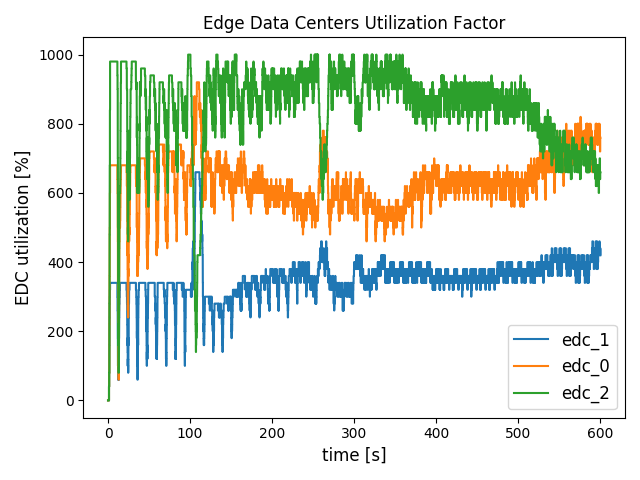 Edge Data Centers Utilization Factor
EDC utilization [%]
1000
800
600
400
200
0
0 100 200 300 400 500 600
time [s]
edc_1
edc_0
edc_2